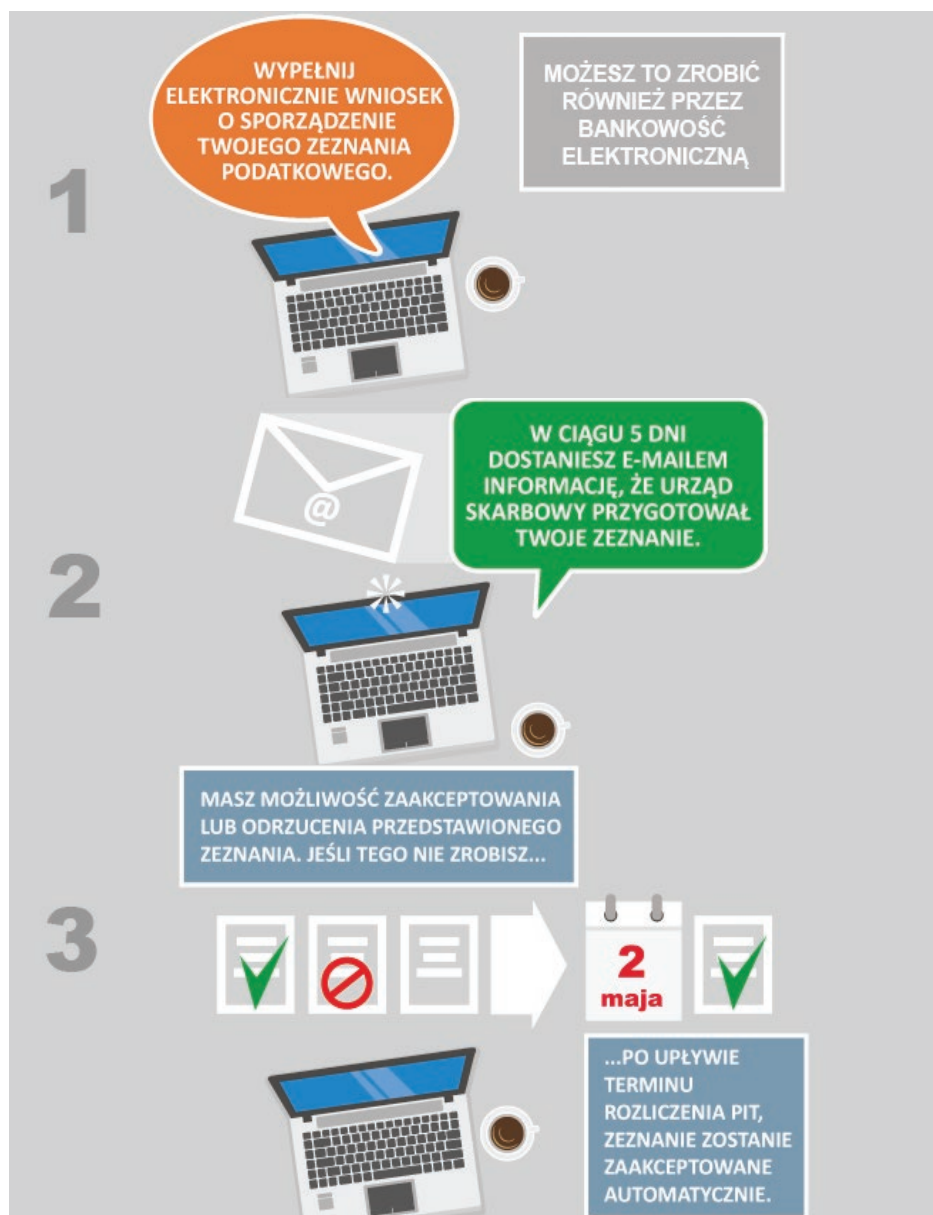 WYPEŁNIJ
ELEKTRONICZNIE WNIOSEK
O SPORZĄDZENIE
TWOJEGO ZEZNANIA
PODATKOWEGO.
MOŻESZ TO ZROBIĆ
RÓWNIEŻ PRZEZ
BANKOWOŚĆ
ELEKTRONICZNĄ
1
@
W CIĄGU 5 DNI
DOSTANIESZ E-MAILEM
INFORMACJĘ, ŻE URZĄD
SKARBOWY PRZYGOTOWAŁ
TWOJE ZEZNANIE.
2
MASZ MOŻLIWOŚĆ ZAAKCEPTOWANIA
LUB ODRZUCENIA PRZEDSTAWIONEGO
ZEZNANIA. JEŚLI TEGO NIE ZROBISZ...
3
2
maja
...PO UPŁYWIE
TERMINU
ROZLICZENIA PIT,
ZEZNANIE ZOSTANIE
ZAAKCEPTOWANE
AUTOMATYCZNIE.